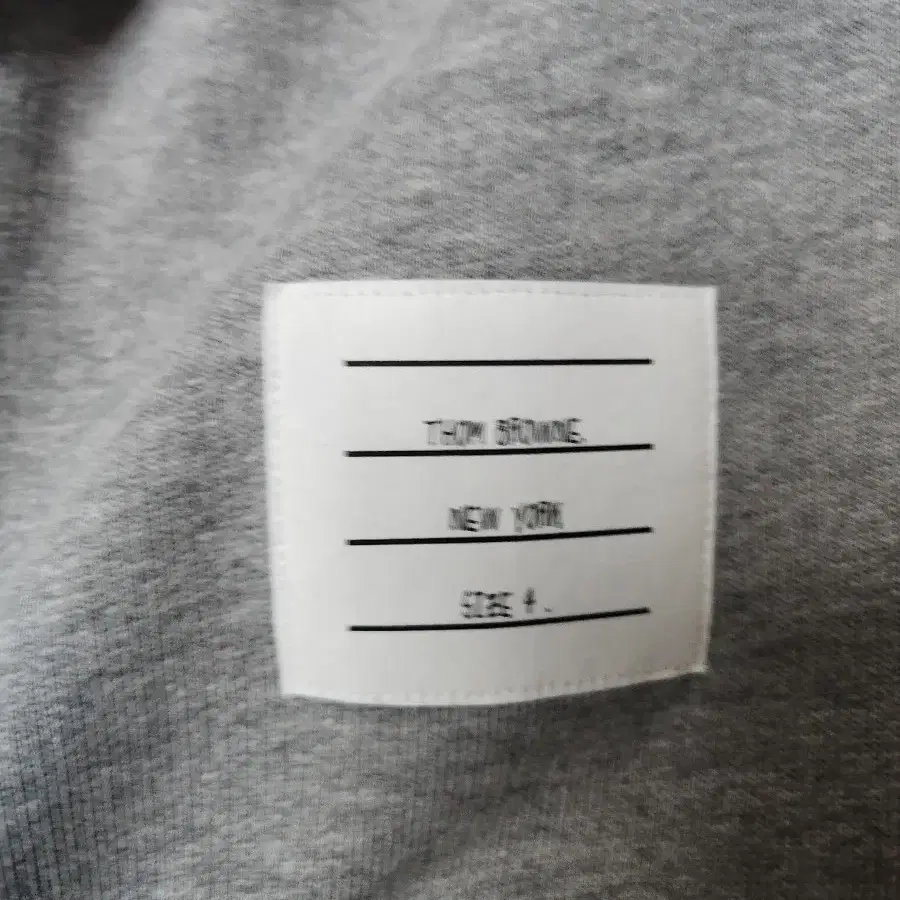 THOM BROWNE.
NEW YORK
SIZE 4.